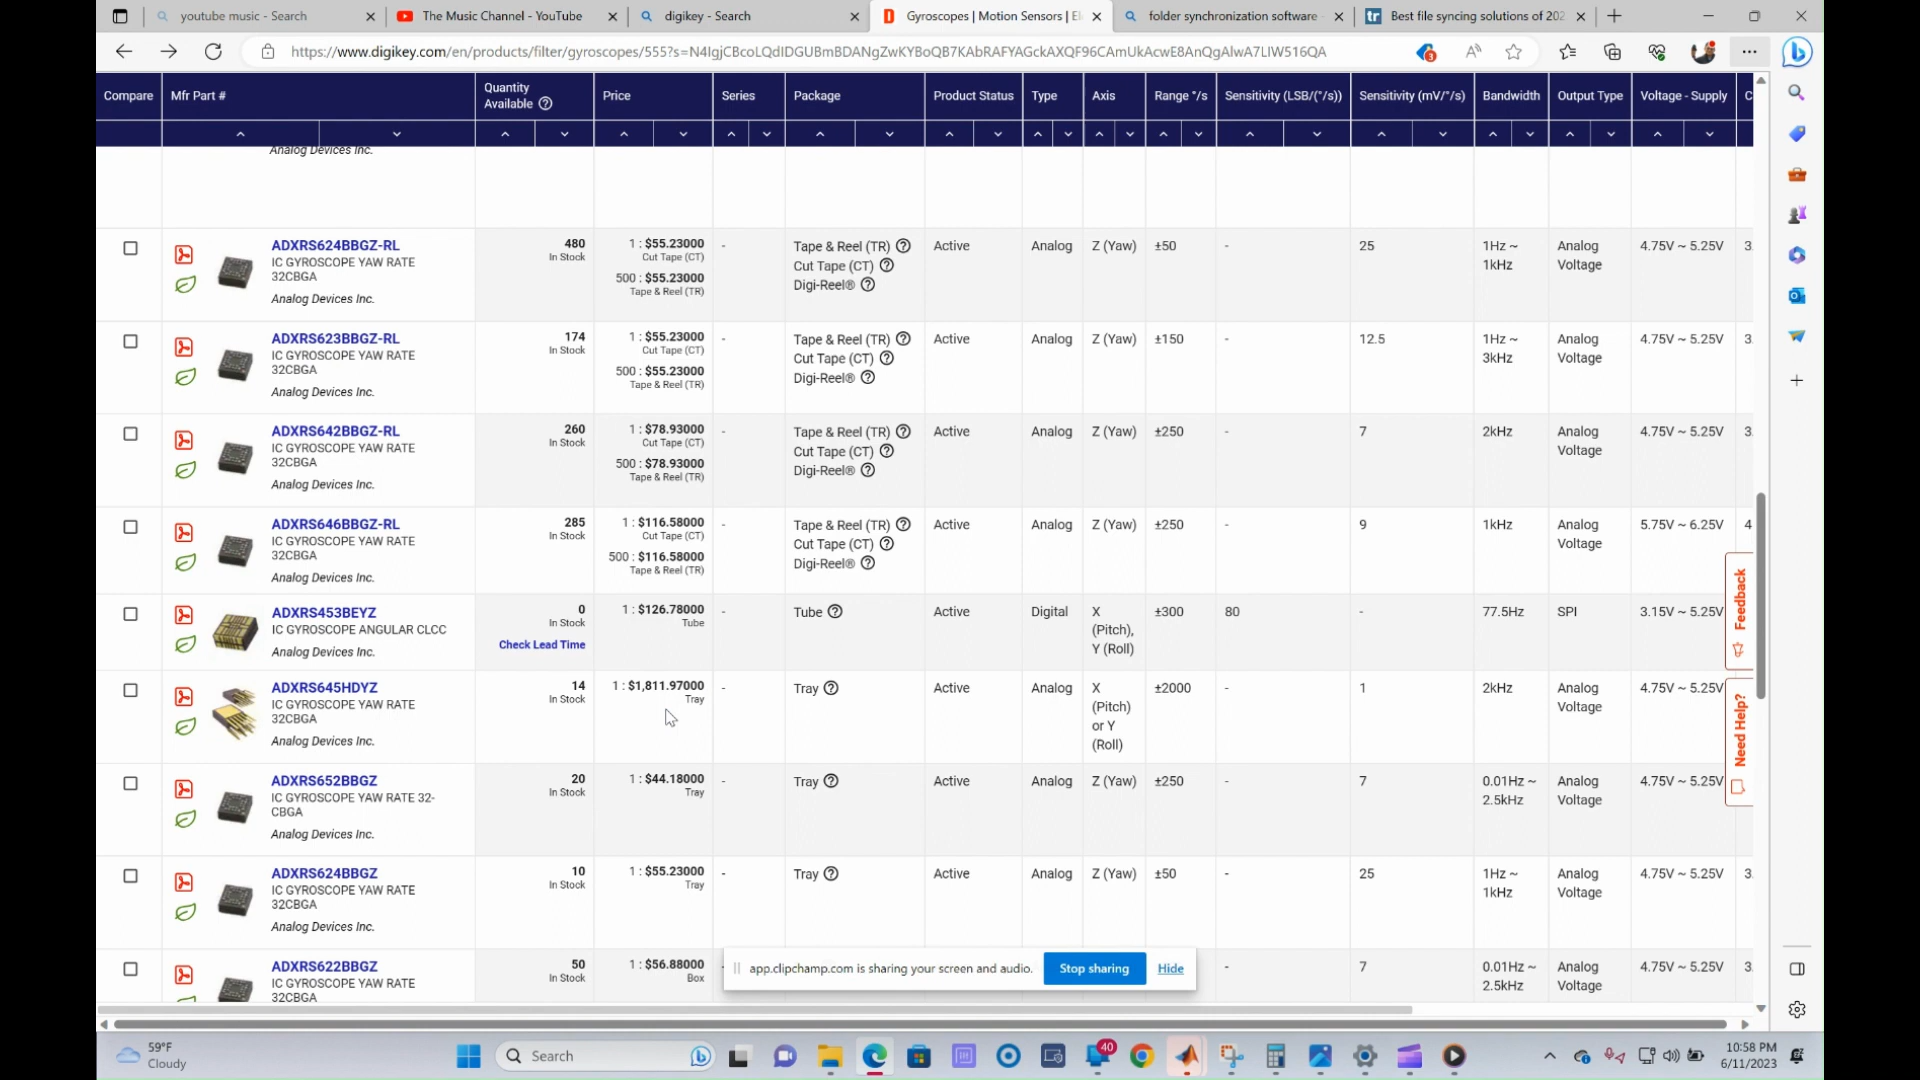 youtube music - Search
The Music Channel - YouTube
digikey - Search
Gyroscopes | Motion Sensors | El
folder synchronization software
Best file syncing solutions of 202
https://www.digikey.com/en/products/filter/gyroscopes/555?s=N4IgjCBcoLQdIDGUBmBDANgZwKYBoQB7KAbRAFYAGckAXQF96CAmUkAcwE8AnQgAlwA7LIW516QA
Compare
Mfr Part #
Quantity
Available
Price
Series
Package
Product Status
Type
Axis
Range °/s
Sensitivity (LSB/(°/s))
Sensitivity (mV/°/s)
Bandwidth
Output Type
Voltage - Supply
C
Analog Devices Inc.
ADXRS624BBGZ-RL
IC GYROSCOPE YAW RATE
32CBGA
Analog Devices Inc.
480
In Stock
1 : $55.23000
Cut Tape (CT)
500 : $55.23000
Tape & Reel (TR)
-
Tape & Reel (TR)
Cut Tape (CT)
Digi-Reel®
Active
Analog
Z (Yaw)
±50
-
25
1Hz ~
1kHz
Analog
Voltage
4.75V ~ 5.25V
3.
ADXRS623BBGZ-RL
IC GYROSCOPE YAW RATE
32CBGA
Analog Devices Inc.
174
In Stock
1 : $55.23000
Cut Tape (CT)
500 : $55.23000
Tape & Reel (TR)
-
Tape & Reel (TR)
Cut Tape (CT)
Digi-Reel®
Active
Analog
Z (Yaw)
±150
-
12.5
1Hz ~
3kHz
Analog
Voltage
4.75V ~ 5.25V
3.
ADXRS642BBGZ-RL
IC GYROSCOPE YAW RATE
32CBGA
Analog Devices Inc.
260
In Stock
1 : $78.93000
Cut Tape (CT)
500 : $78.93000
Tape & Reel (TR)
-
Tape & Reel (TR)
Cut Tape (CT)
Digi-Reel®
Active
Analog
Z (Yaw)
±250
-
7
2kHz
Analog
Voltage
4.75V ~ 5.25V
3.
ADXRS646BBGZ-RL
IC GYROSCOPE YAW RATE
32CBGA
Analog Devices Inc.
285
In Stock
1 : $116.58000
Cut Tape (CT)
500 : $116.58000
Tape & Reel (TR)
-
Tape & Reel (TR)
Cut Tape (CT)
Digi-Reel®
Active
Analog
Z (Yaw)
±250
-
9
1kHz
Analog
Voltage
5.75V ~ 6.25V
4
ADXRS453BEYZ
IC GYROSCOPE ANGULAR CLCC
Analog Devices Inc.
0
In Stock
Check Lead Time
1 : $126.78000
Tube
-
Tube
Active
Digital
X
(Pitch),
Y (Roll)
±300
80
-
77.5Hz
SPI
3.15V ~ 5.25V
ADXRS645HDYZ
IC GYROSCOPE YAW RATE
32CBGA
Analog Devices Inc.
14
In Stock
1 : $1,811.97000
Tray
-
Tray
Active
Analog
X
(Pitch)
or Y
(Roll)
±2000
-
1
2kHz
Analog
Voltage
4.75V ~ 5.25V
ADXRS652BBGZ
IC GYROSCOPE YAW RATE 32-
CBGA
Analog Devices Inc.
20
In Stock
1 : $44.18000
Tray
-
Tray
Active
Analog
Z (Yaw)
±250
-
7
0.01Hz ~
2.5kHz
Analog
Voltage
4.75V ~ 5.25V
ADXRS624BBGZ
IC GYROSCOPE YAW RATE
32CBGA
Analog Devices Inc.
10
In Stock
1 : $55.23000
Tray
-
Tray
Active
Analog
Z (Yaw)
±50
-
25
1Hz ~
1kHz
Analog
Voltage
4.75V ~ 5.25V
3.
ADXRS622BBGZ
IC GYROSCOPE YAW RATE
32CBGA
50
In Stock
1 : $56.88000
Box
-
7
0.01Hz ~
2.5kHz
Analog
Voltage
4.75V ~ 5.25V
3.
Feedback
Need Help?
app.clipchamp.com is sharing your screen and audio.
Stop sharing
Hide
59°F
Cloudy
Search
40
10:58 PM
6/11/2023